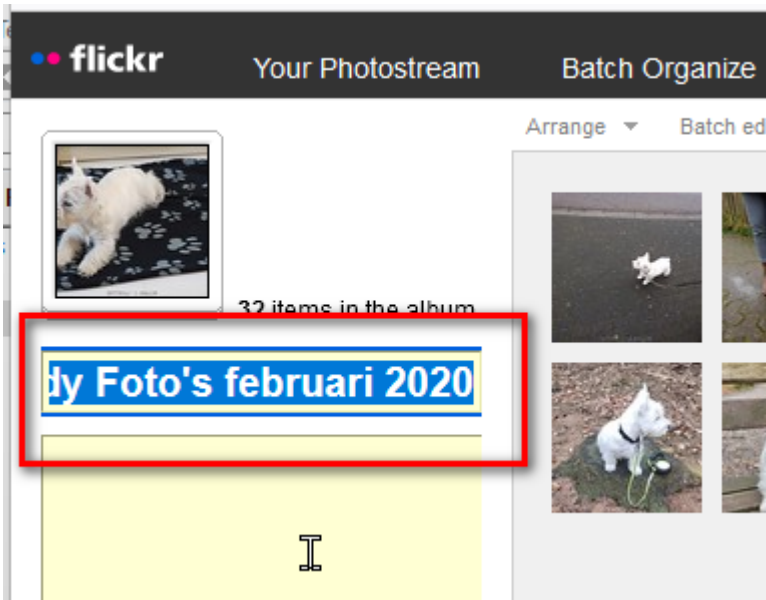 flickr
Your Photostream
Batch Organize
Arrange
Batch ed
32 items in the album
dy Foto's februari 2020